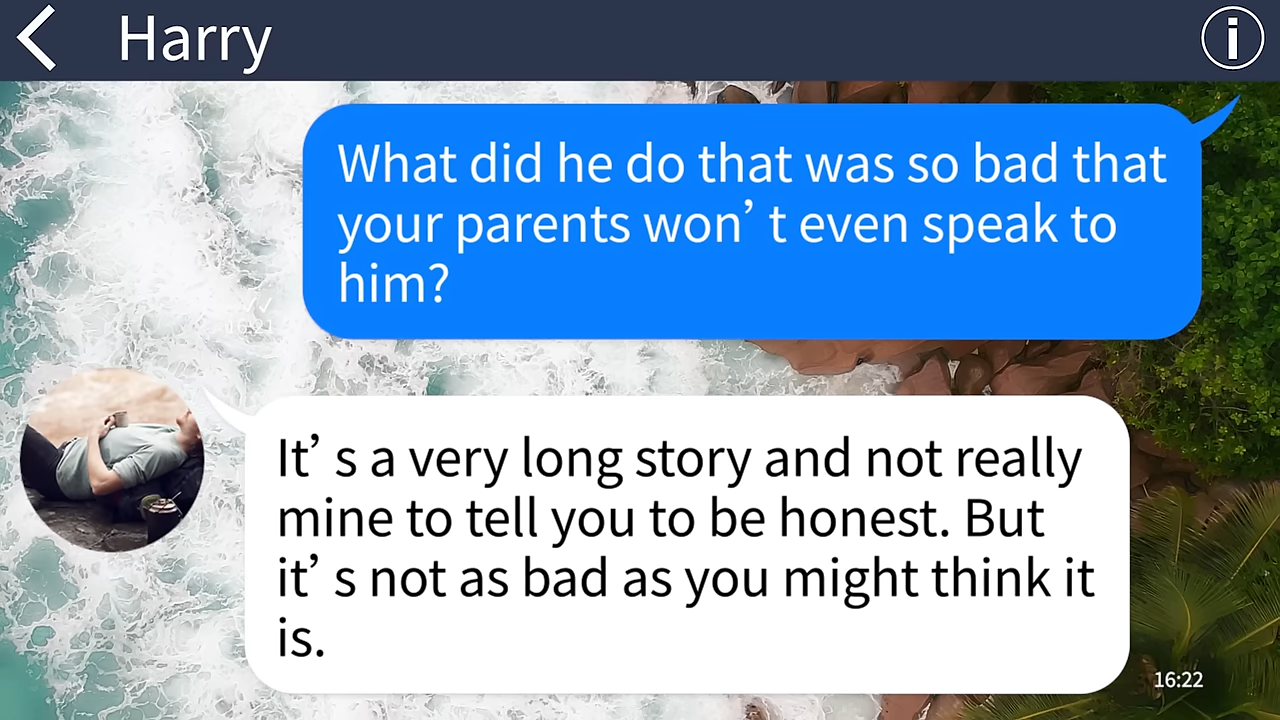 Harry
What did he do that was so bad that
your parents won’t even speak to
him?
It’s a very long story and not really
mine to tell you to be honest. But
it’s not as bad as you might think it
is.
16:22